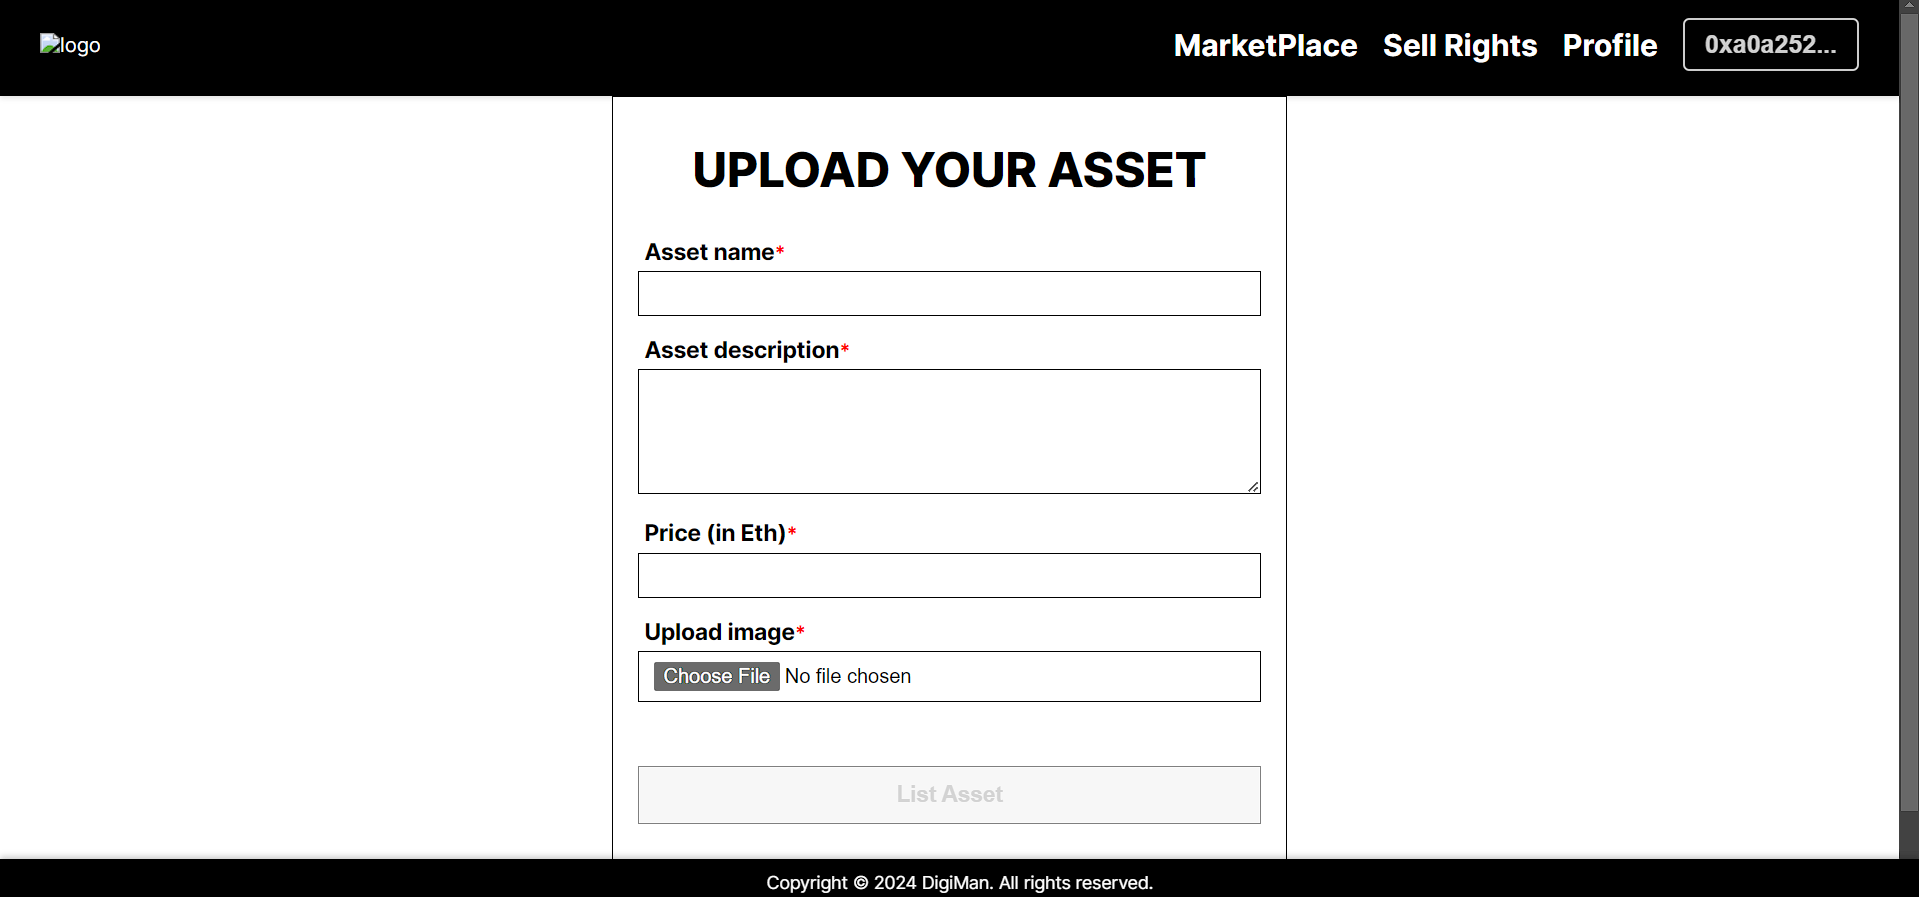 logo
MarketPlace Sell Rights Profile 0xa0a252...
UPLOAD YOUR ASSET
Asset name*
Asset description*
Price (in Eth)*
Upload image*
Choose File No file chosen
List Asset
Copyright © 2024 DigiMan. All rights reserved.